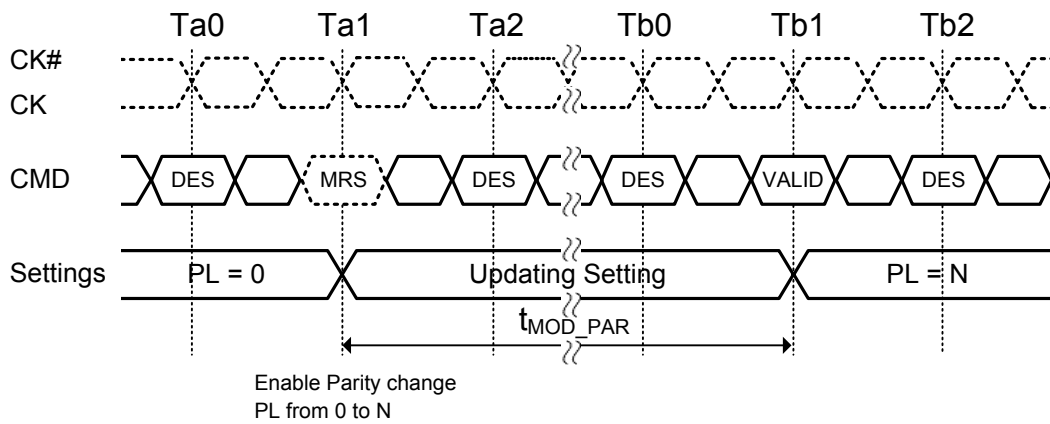 Ta0 Ta1 Ta2 Tb0 Tb1 Tb2
CK#
CK
CMD DES MRS DES DES VALID DES
Settings PL = 0 Updating Setting PL = N
tMOD_PAR
Enable Parity change
PL from 0 to N